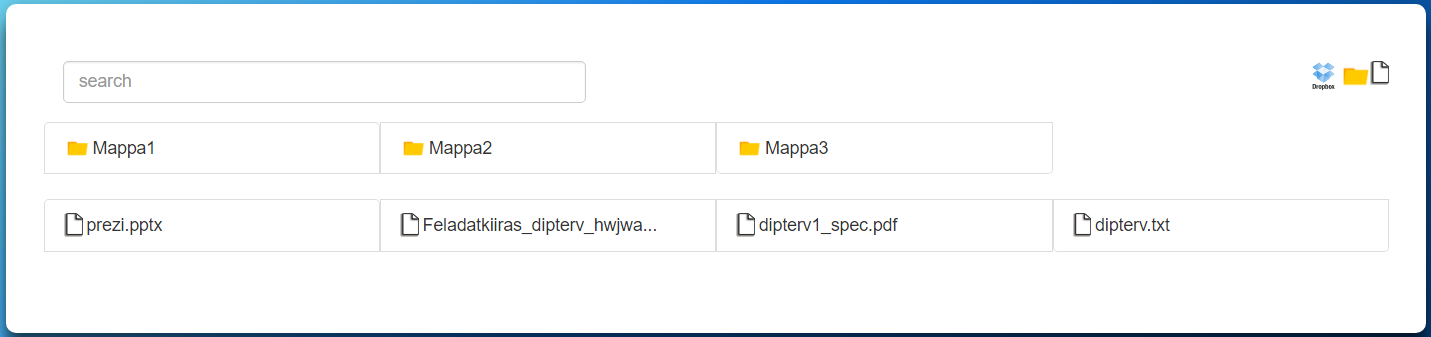 search
Dropbox
Mappa1 Mappa2 Mappa3
prezi.pptx Feladatkiiras_dipterv_hwjwa... dipterv1_spec.pdf dipterv.txt